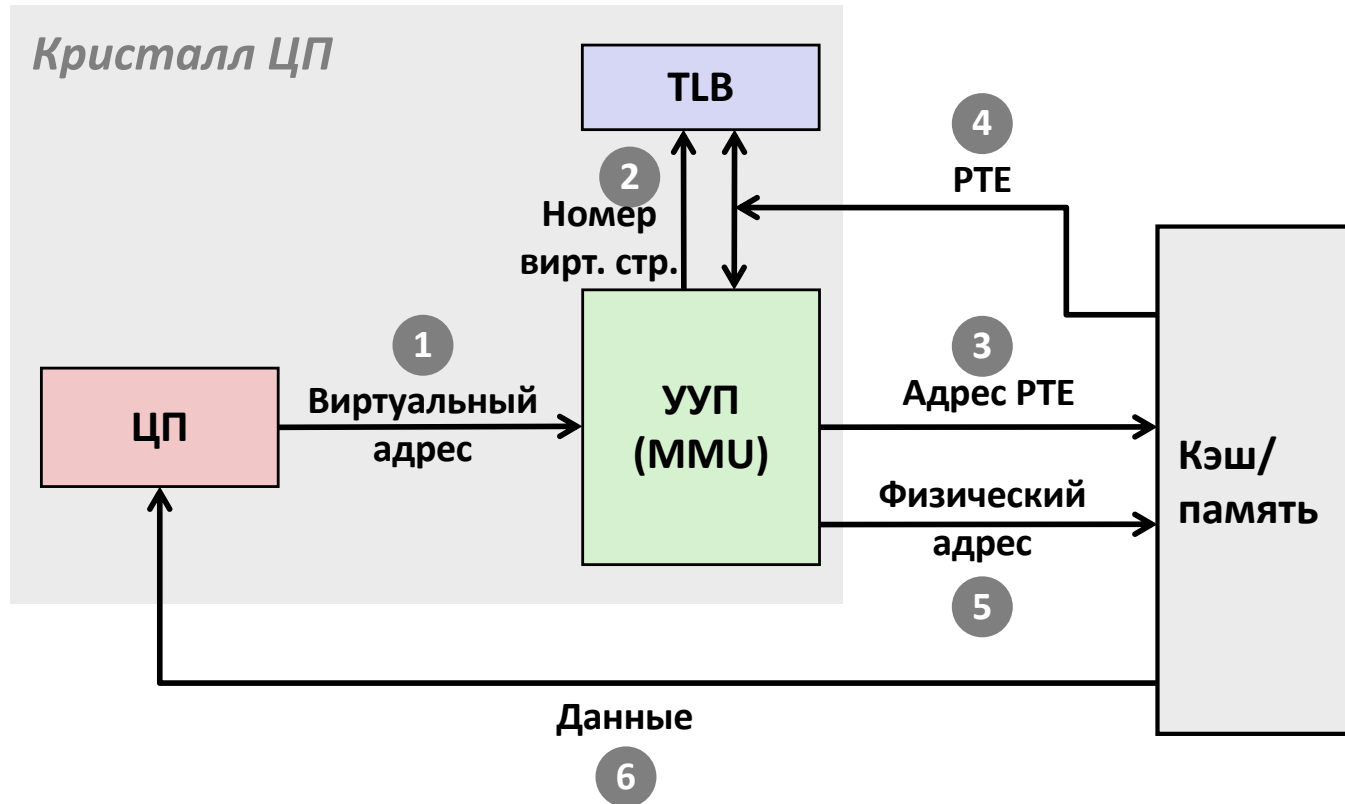 Кристалл ЦП
TLB
4
PTE
2
Номер
вирт. стр.
1
Виртуальный
адрес
ЦП
УУП
(MMU)
3
Адрес PTE
Физический
адрес
5
Кэш/
память
Данные
6